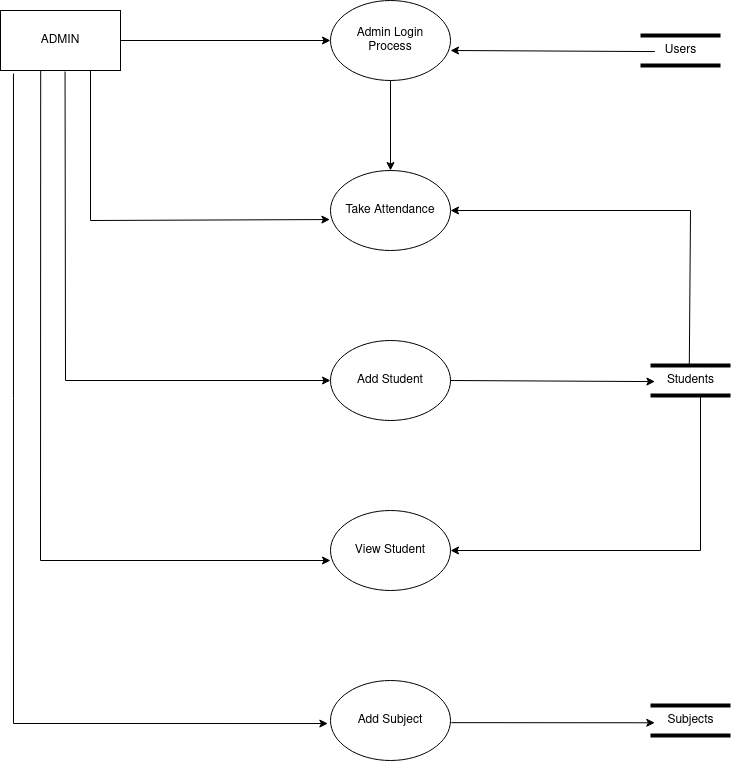 ADMIN
Admin Login
Process
Users
Take Attendance
Add Student
Students
View Student
Add Subject
Subjects